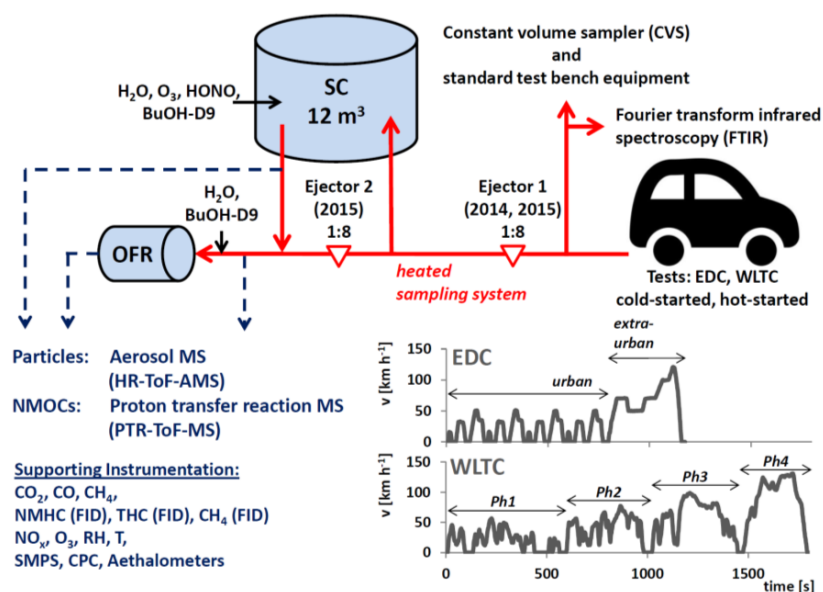 Constant volume sampler (CVS)
and
standard test bench equipment
SC
12 m³
H₂O, O₃, HONO,
BuOH-D9
Fourier transform infrared
spectroscopy (FTIR)
H₂O,
BuOH-D9
Ejector 2
(2015)
1:8
Ejector 1
(2014, 2015)
1:8
OFR
heated
sampling system
Tests: EDC, WLTC
cold-started, hot-started
Particles: Aerosol MS
(HR-ToF-AMS)
NMOCs: Proton transfer reaction MS
(PTR-ToF-MS)
Supporting Instrumentation:
CO₂, CO, CH₄,
NMHC (FID), THC (FID), CH₄ (FID)
NOₓ, O₃, RH, T,
SMPS, CPC, Aethalometers
extra-
urban
EDC
urban
v [km h⁻¹]
150
100
50
0
0 500 1000 1500
WLTC
Ph1
Ph2
Ph3
Ph4
v [km h⁻¹]
150
100
50
0
0 500 1000 1500
time [s]